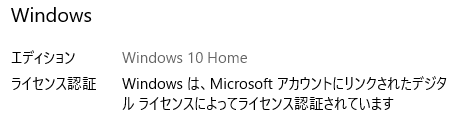 Windows
エディション Windows 10 Home
ライセンス認証 Windows は、Microsoft アカウントにリンクされたデジタ
ル ライセンスによってライセンス認証されています